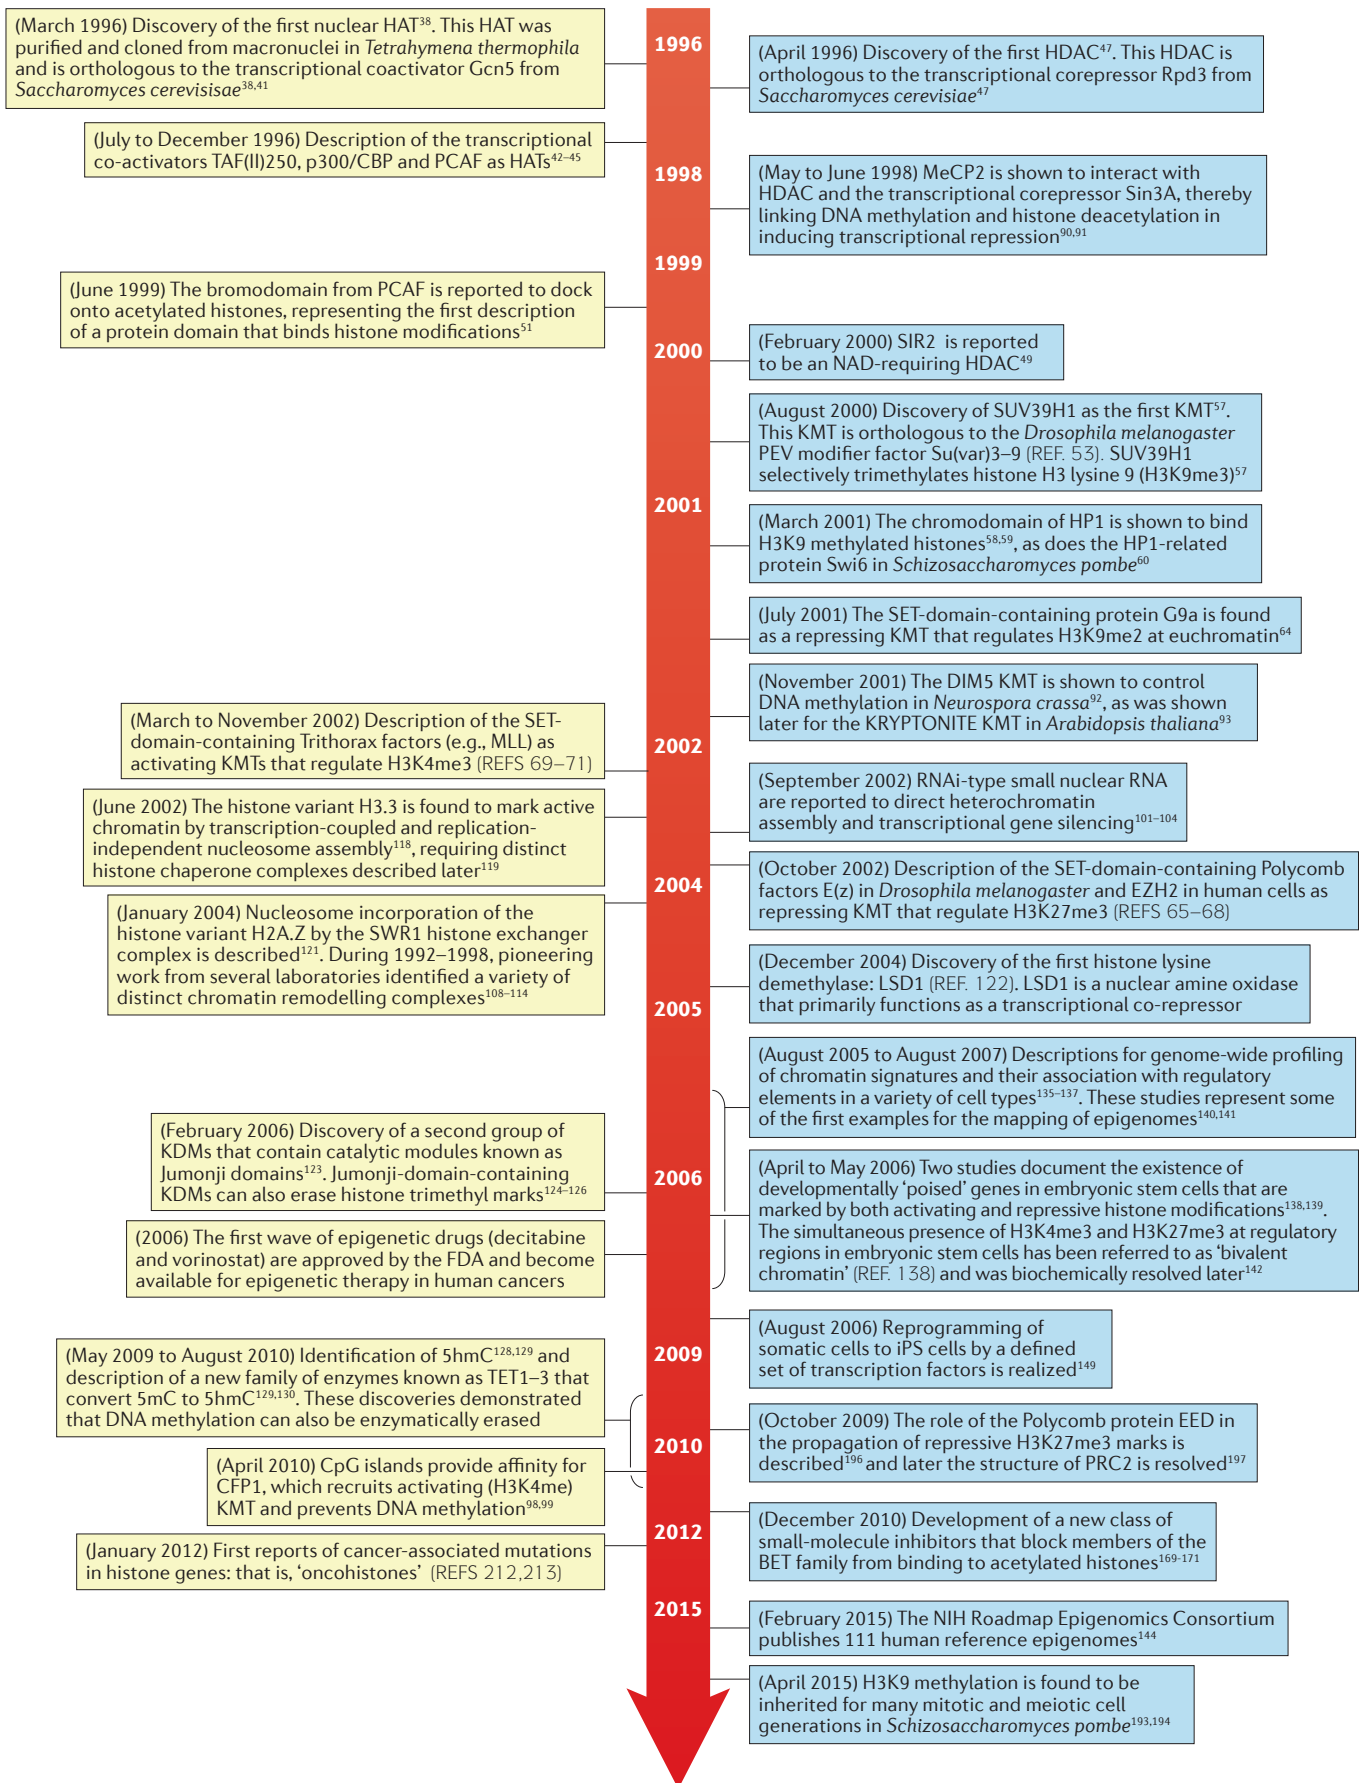 1996
(March 1996) Discovery of the first nuclear HAT38. This HAT was
purified and cloned from macronuclei in Tetrahymena thermophila
and is orthologous to the transcriptional coactivator Gcn5 from
Saccharomyces cerevisisae38,41
(April 1996) Discovery of the first HDAC47. This HDAC is
orthologous to the transcriptional corepressor Rpd3 from
Saccharomyces cerevisiae47
(July to December 1996) Description of the transcriptional
co-activators TAF(II)250, p300/CBP and PCAF as HATs42–45
1998
(May to June 1998) MeCP2 is shown to interact with
HDAC and the transcriptional corepressor Sin3A, thereby
linking DNA methylation and histone deacetylation in
inducing transcriptional repression90,91
1999
(June 1999) The bromodomain from PCAF is reported to dock
onto acetylated histones, representing the first description
of a protein domain that binds histone modifications51
2000
(February 2000) SIR2 is reported
to be an NAD-requiring HDAC49
(August 2000) Discovery of SUV39H1 as the first KMT57.
This KMT is orthologous to the Drosophila melanogaster
PEV modifier factor Su(var)3–9 (REF. 53). SUV39H1
selectively trimethylates histone H3 lysine 9 (H3K9me3)57
2001
(March 2001) The chromodomain of HP1 is shown to bind
H3K9 methylated histones58,59, as does the HP1-related
protein Swi6 in Schizosaccharomyces pombe60
(July 2001) The SET-domain-containing protein G9a is found
as a repressing KMT that regulates H3K9me2 at euchromatin64
(November 2001) The DIM5 KMT is shown to control
DNA methylation in Neurospora crassa92, as was shown
later for the KRYPTONITE KMT in Arabidopsis thaliana93
2002
(March to November 2002) Description of the SET-
domain-containing Trithorax factors (e.g., MLL) as
activating KMTs that regulate H3K4me3 (REFS 69–71)
(September 2002) RNAi-type small nuclear RNA
are reported to direct heterochromatin
assembly and transcriptional gene silencing101–104
(June 2002) The histone variant H3.3 is found to mark active
chromatin by transcription-coupled and replication-
independent nucleosome assembly118, requiring distinct
histone chaperone complexes described later119
(October 2002) Description of the SET-domain-containing Polycomb
factors E(z) in Drosophila melanogaster and EZH2 in human cells as
repressing KMT that regulate H3K27me3 (REFS 65–68)
2004
(January 2004) Nucleosome incorporation of the
histone variant H2A.Z by the SWR1 histone exchanger
complex is described121. During 1992–1998, pioneering
work from several laboratories identified a variety of
distinct chromatin remodelling complexes108–114
(December 2004) Discovery of the first histone lysine
demethylase: LSD1 (REF. 122). LSD1 is a nuclear amine oxidase
that primarily functions as a transcriptional co-repressor
2005
(August 2005 to August 2007) Descriptions for genome-wide profiling
of chromatin signatures and their association with regulatory
elements in a variety of cell types135–137. These studies represent some
of the first examples for the mapping of epigenomes140,141
(February 2006) Discovery of a second group of
KDMs that contain catalytic modules known as
Jumonji domains123. Jumonji-domain-containing
KDMs can also erase histone trimethyl marks124–126
2006
(April to May 2006) Two studies document the existence of
developmentally ‘poised’ genes in embryonic stem cells that are
marked by both activating and repressive histone modifications138,139.
The simultaneous presence of H3K4me3 and H3K27me3 at regulatory
regions in embryonic stem cells has been referred to as ‘bivalent
chromatin’ (REF. 138) and was biochemically resolved later142
(2006) The first wave of epigenetic drugs (decitabine
and vorinostat) are approved by the FDA and become
available for epigenetic therapy in human cancers
(August 2006) Reprogramming of
somatic cells to iPS cells by a defined
set of transcription factors is realized149
2009
(May 2009 to August 2010) Identification of 5hmC128,129 and
description of a new family of enzymes known as TET1–3 that
convert 5mC to 5hmC129,130. These discoveries demonstrated
that DNA methylation can also be enzymatically erased
(October 2009) The role of the Polycomb protein EED in
the propagation of repressive H3K27me3 marks is
described196 and later the structure of PRC2 is resolved197
2010
(April 2010) CpG islands provide affinity for
CFP1, which recruits activating (H3K4me)
KMT and prevents DNA methylation98,99
(December 2010) Development of a new class of
small-molecule inhibitors that block members of the
BET family from binding to acetylated histones169-171
2012
(January 2012) First reports of cancer-associated mutations
in histone genes: that is, ‘oncohistones’ (REFS 212,213)
2015
(February 2015) The NIH Roadmap Epigenomics Consortium
publishes 111 human reference epigenomes144
(April 2015) H3K9 methylation is found to be
inherited for many mitotic and meiotic cell
generations in Schizosaccharomyces pombe193,194